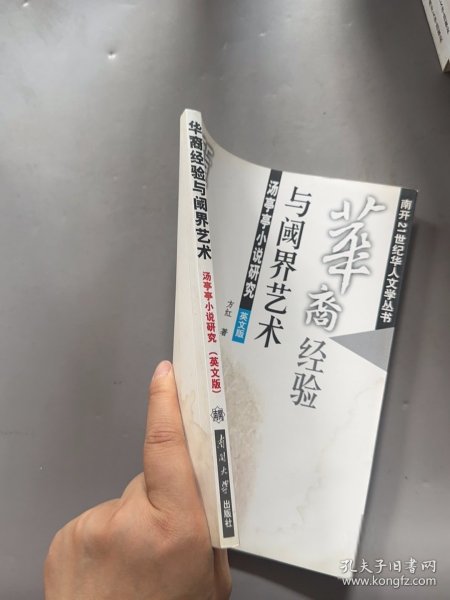 华裔经验与阈界艺术
汤亭亭小说研究
(英文版)
南开大学出版社
南开21世纪华人文学丛书
華裔经验
与阈界艺术
汤亭亭小说研究
英文版
方红 著
孔夫子旧书网
www.kongfz.com